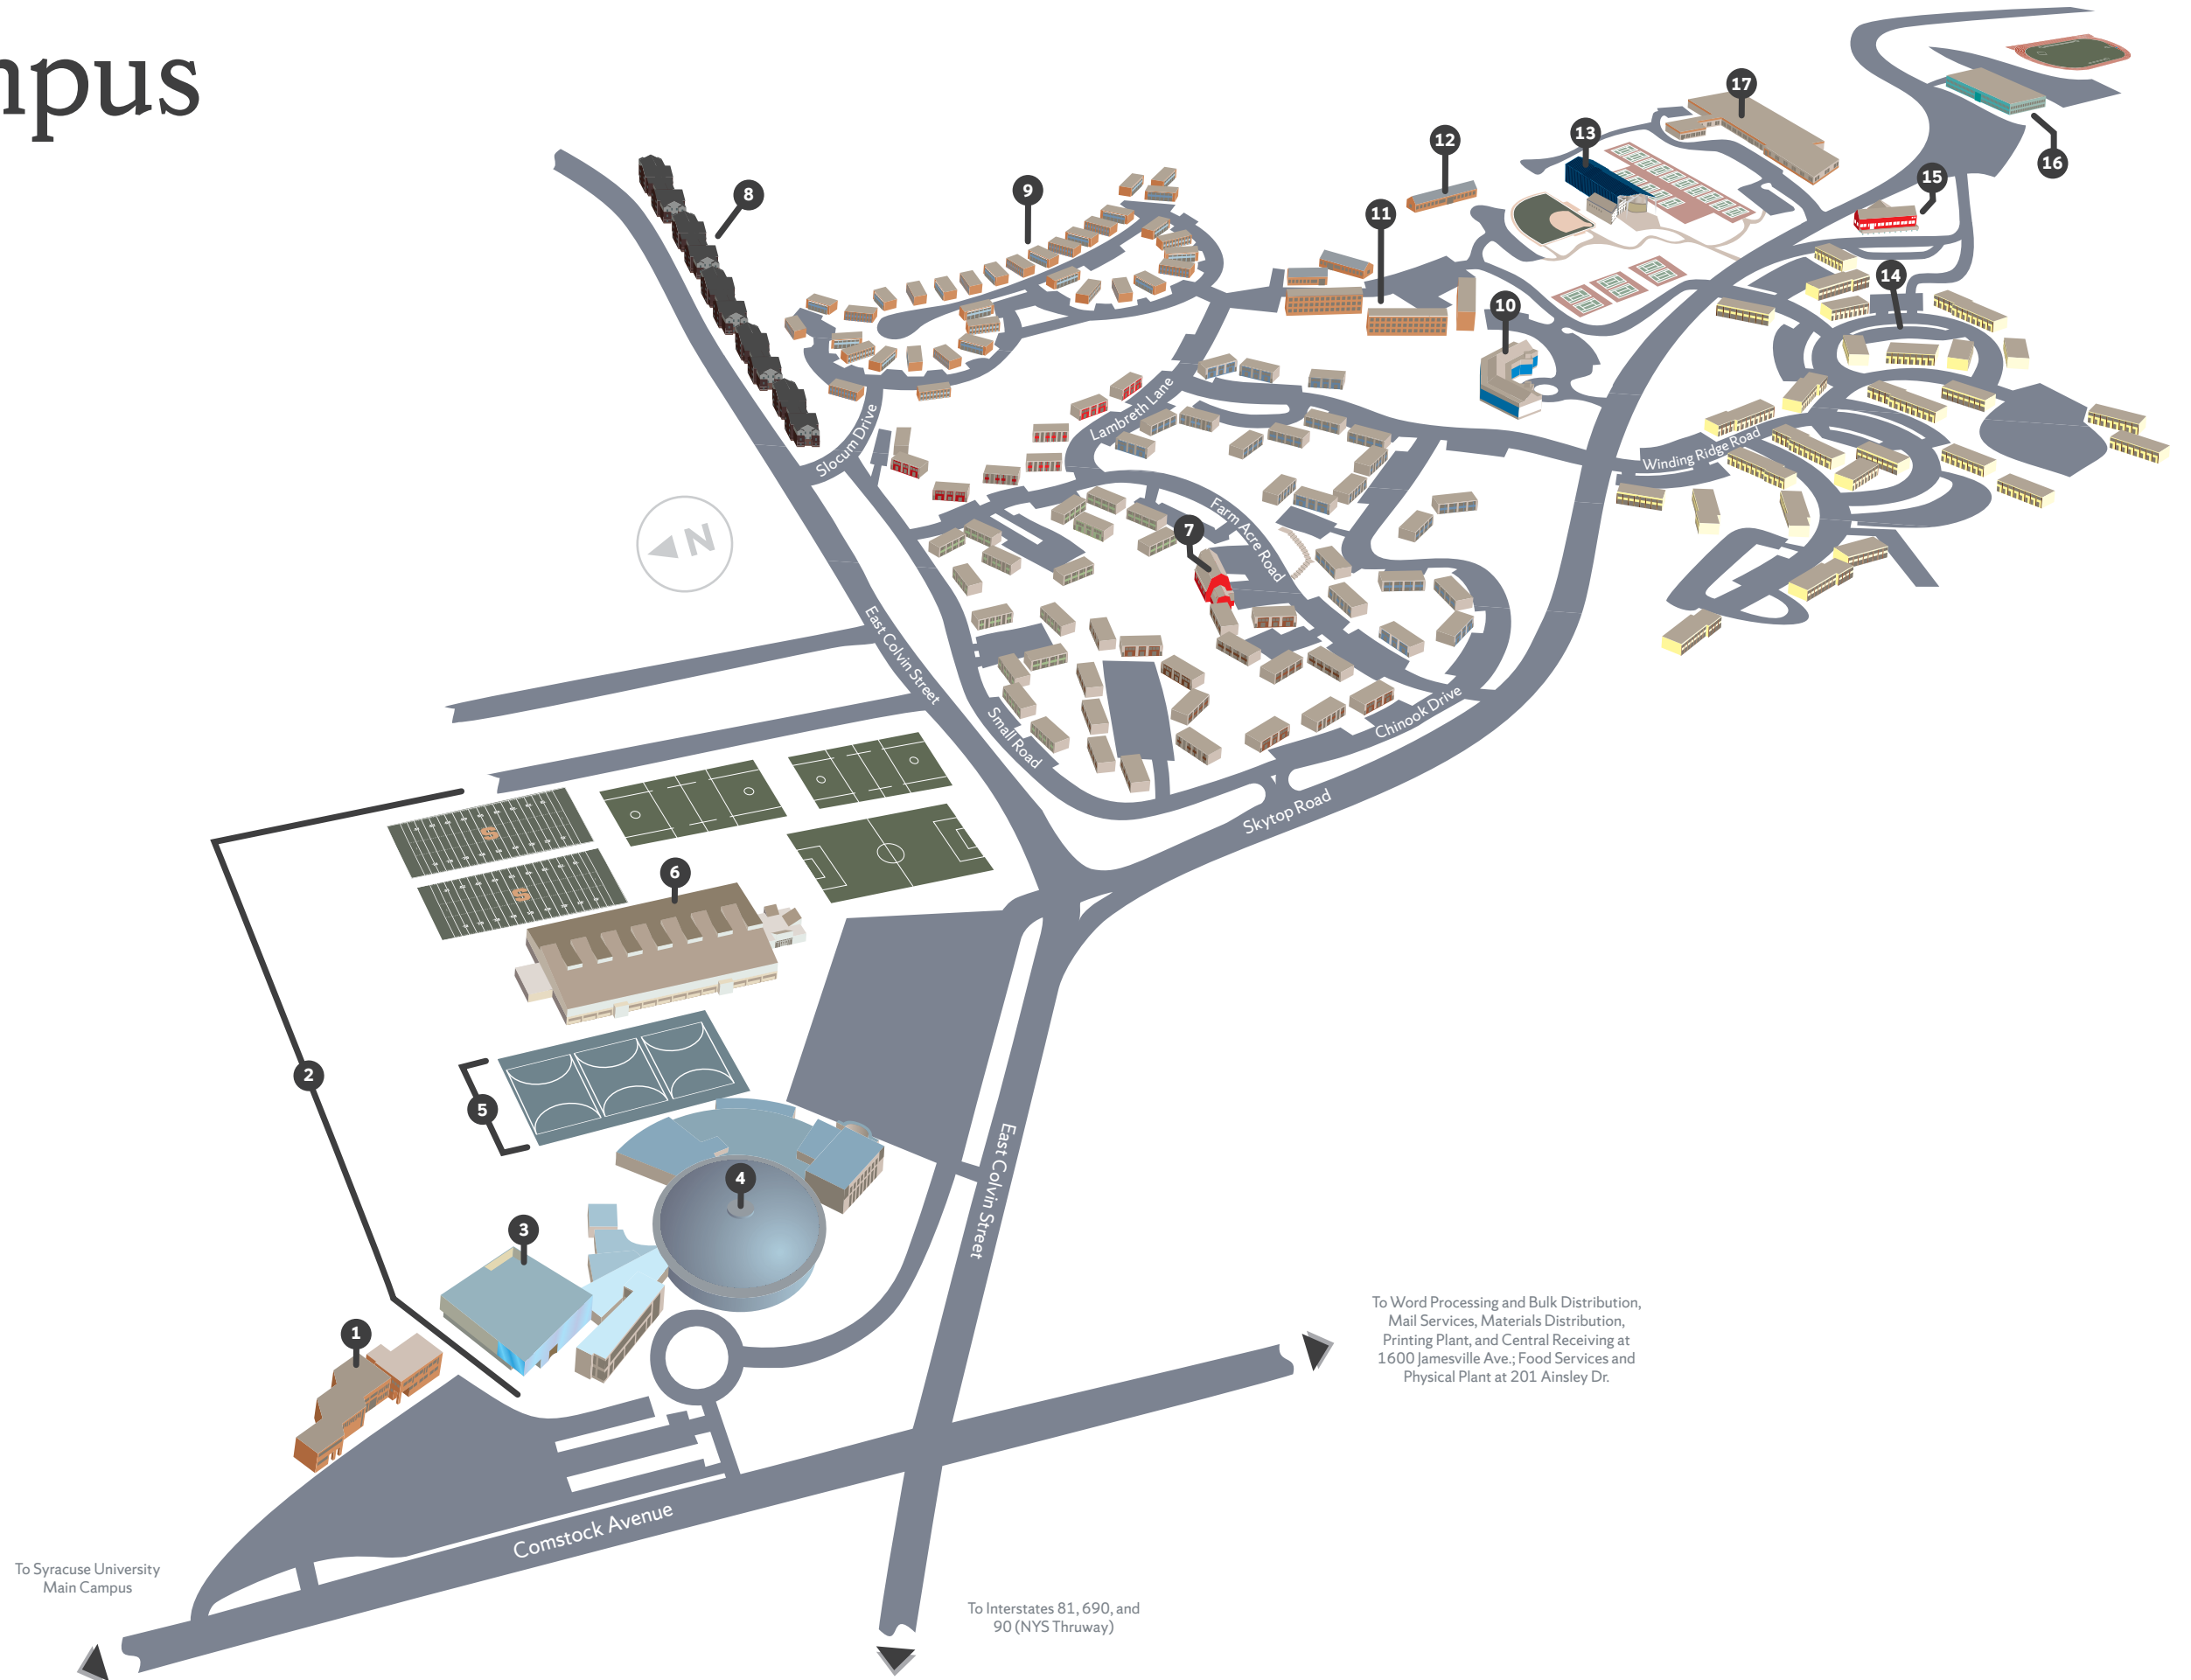 mpus
17
16
15
14
13
12
11
10
9
8
7
6
5
4
3
2
1
N
Slocum Drive
Lambreth Lane
Farm Acre Road
Winding Ridge Road
East Colvin Street
Small Road
Chinook Drive
Skytop Road
East Colvin Street
Comstock Avenue
To Word Processing and Bulk Distribution,
Mail Services, Materials Distribution,
Printing Plant, and Central Receiving at
1600 Jamesville Ave.; Food Services and
Physical Plant at 201 Ainsley Dr.
To Syracuse University
Main Campus
To Interstates 81, 690, and
90 (NYS Thruway)